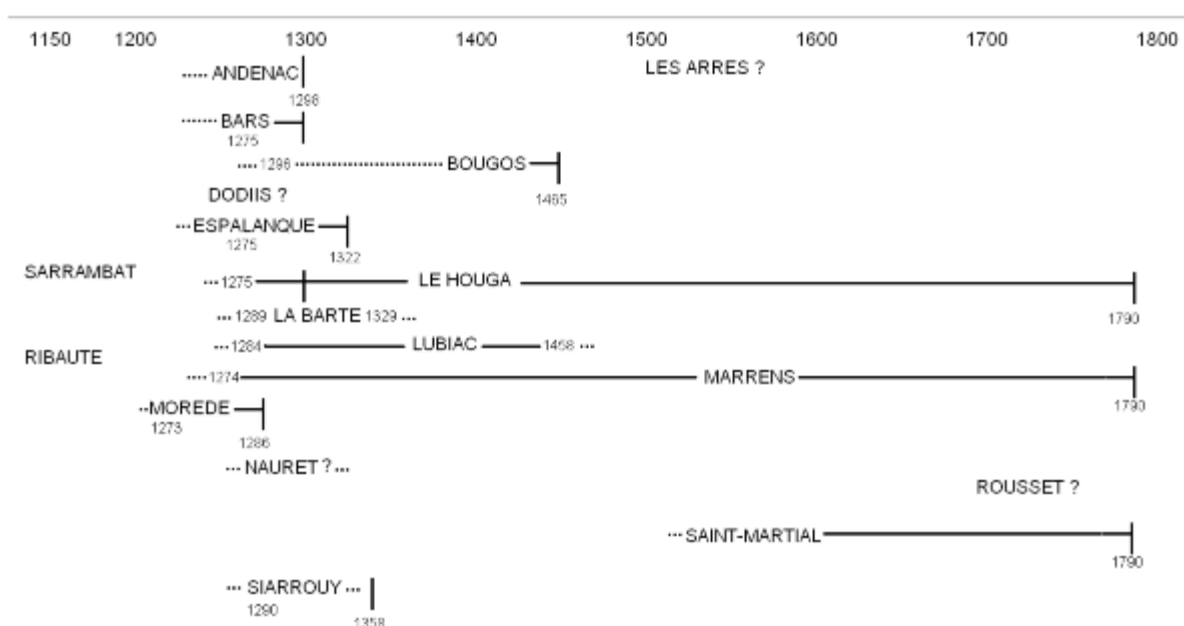 1150 1200 1300 1400 1500 1600 1700 1800
LES ARRES ?
ANDENAC
1298
BARS
1275
1296 BOUGOS
1465
DODIIS ?
ESPALANQUE
1275
1322
SARRAMBAT
1275 LE HOUGA
1790
1289 LA BARTE 1329
1284 LUBIAC 1458
RIBAUTE
1274 MARRENS
1790
MOREDE
1273
1286
NAURET ?
ROUSSET ?
SAINT-MARTIAL
1790
SIARROUY
1290
1358